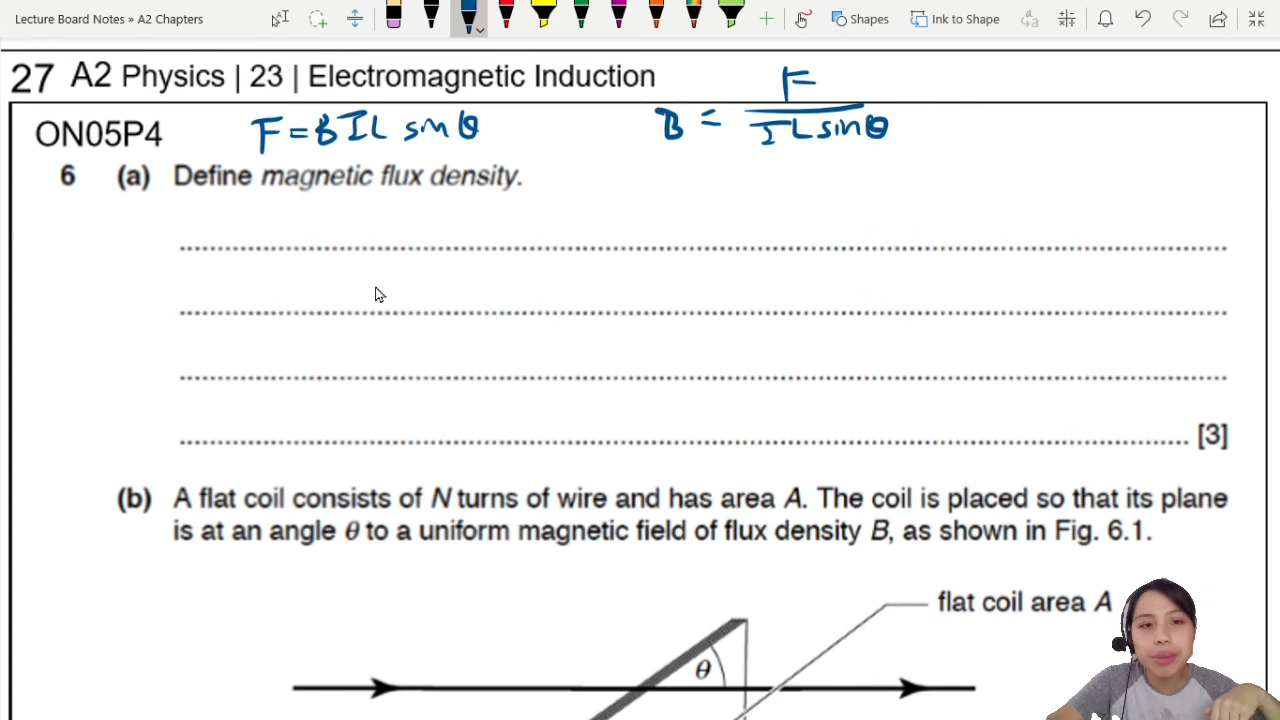 Lecture Board Notes » A2 Chapters
Shapes
Ink to Shape
27 A2 Physics | 23 | Electromagnetic Induction
ON05P4
F = BIL sin θ
B = F / IL sin θ
6 (a) Define magnetic flux density.
[3]
(b) A flat coil consists of N turns of wire and has area A. The coil is placed so that its plane
is at an angle θ to a uniform magnetic field of flux density B, as shown in Fig. 6.1.
flat coil area A
θ